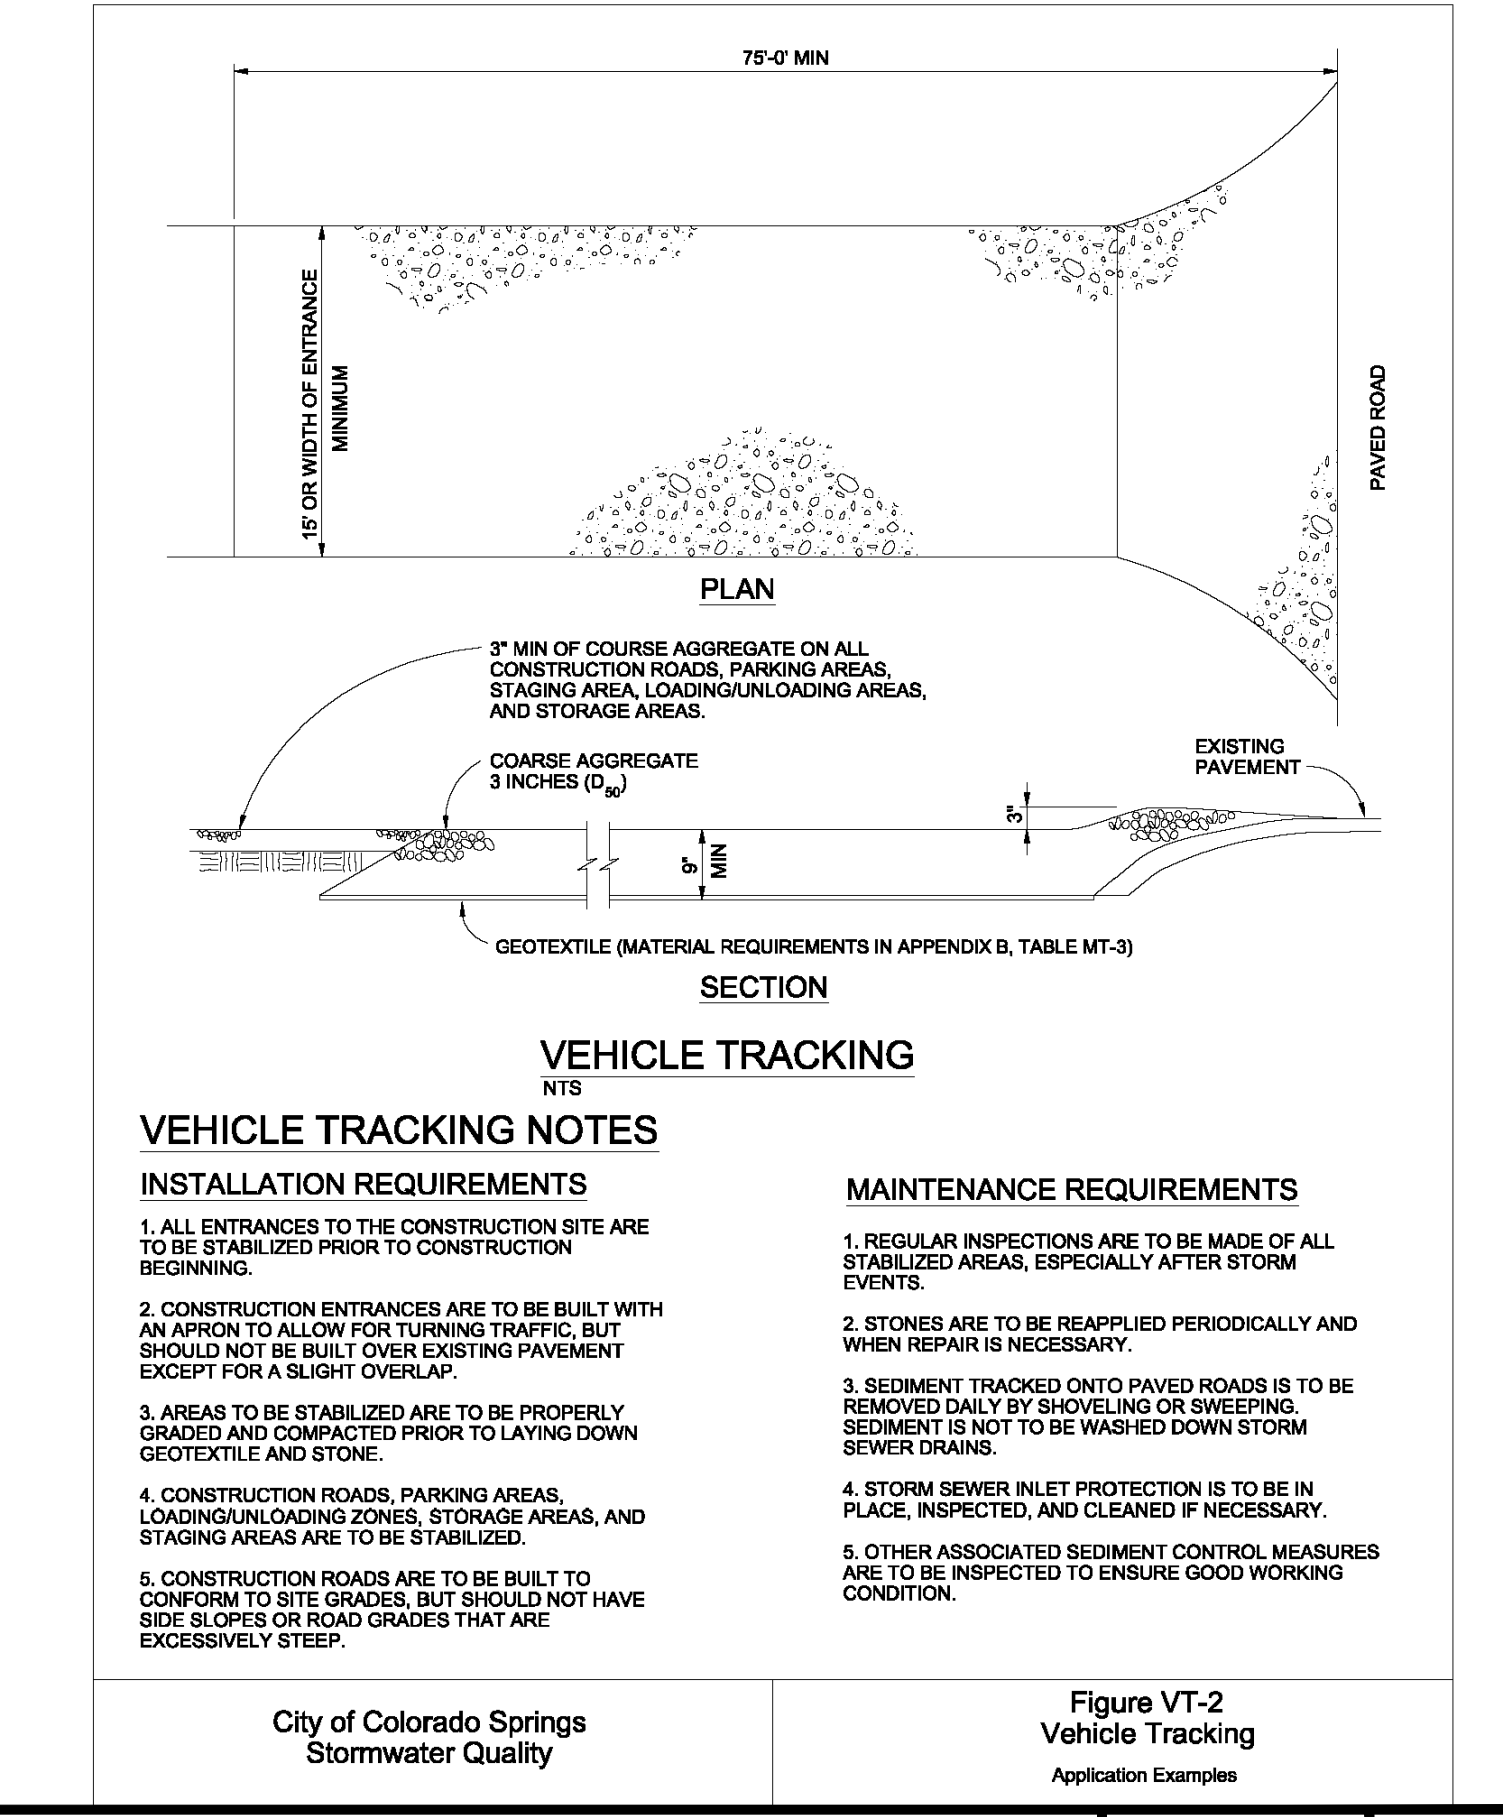 75'-0' MIN
15' OR WIDTH OF ENTRANCE
MINIMUM
PAVED ROAD
PLAN
3" MIN OF COURSE AGGREGATE ON ALL
CONSTRUCTION ROADS, PARKING AREAS,
STAGING AREA, LOADING/UNLOADING AREAS,
AND STORAGE AREAS.
COARSE AGGREGATE
3 INCHES (D50)
EXISTING
PAVEMENT
3"
9"
MIN
GEOTEXTILE (MATERIAL REQUIREMENTS IN APPENDIX B, TABLE MT-3)
SECTION
VEHICLE TRACKING
NTS
VEHICLE TRACKING NOTES
INSTALLATION REQUIREMENTS
1. ALL ENTRANCES TO THE CONSTRUCTION SITE ARE
TO BE STABILIZED PRIOR TO CONSTRUCTION
BEGINNING.
2. CONSTRUCTION ENTRANCES ARE TO BE BUILT WITH
AN APRON TO ALLOW FOR TURNING TRAFFIC, BUT
SHOULD NOT BE BUILT OVER EXISTING PAVEMENT
EXCEPT FOR A SLIGHT OVERLAP.
3. AREAS TO BE STABILIZED ARE TO BE PROPERLY
GRADED AND COMPACTED PRIOR TO LAYING DOWN
GEOTEXTILE AND STONE.
4. CONSTRUCTION ROADS, PARKING AREAS,
LOADING/UNLOADING ZONES, STORAGE AREAS, AND
STAGING AREAS ARE TO BE STABILIZED.
5. CONSTRUCTION ROADS ARE TO BE BUILT TO
CONFORM TO SITE GRADES, BUT SHOULD NOT HAVE
SIDE SLOPES OR ROAD GRADES THAT ARE
EXCESSIVELY STEEP.
MAINTENANCE REQUIREMENTS
1. REGULAR INSPECTIONS ARE TO BE MADE OF ALL
STABILIZED AREAS, ESPECIALLY AFTER STORM
EVENTS.
2. STONES ARE TO BE REAPPLIED PERIODICALLY AND
WHEN REPAIR IS NECESSARY.
3. SEDIMENT TRACKED ONTO PAVED ROADS IS TO BE
REMOVED DAILY BY SHOVELING OR SWEEPING.
SEDIMENT IS NOT TO BE WASHED DOWN STORM
SEWER DRAINS.
4. STORM SEWER INLET PROTECTION IS TO BE IN
PLACE, INSPECTED, AND CLEANED IF NECESSARY.
5. OTHER ASSOCIATED SEDIMENT CONTROL MEASURES
ARE TO BE INSPECTED TO ENSURE GOOD WORKING
CONDITION.
City of Colorado Springs
Stormwater Quality
Figure VT-2
Vehicle Tracking
Application Examples